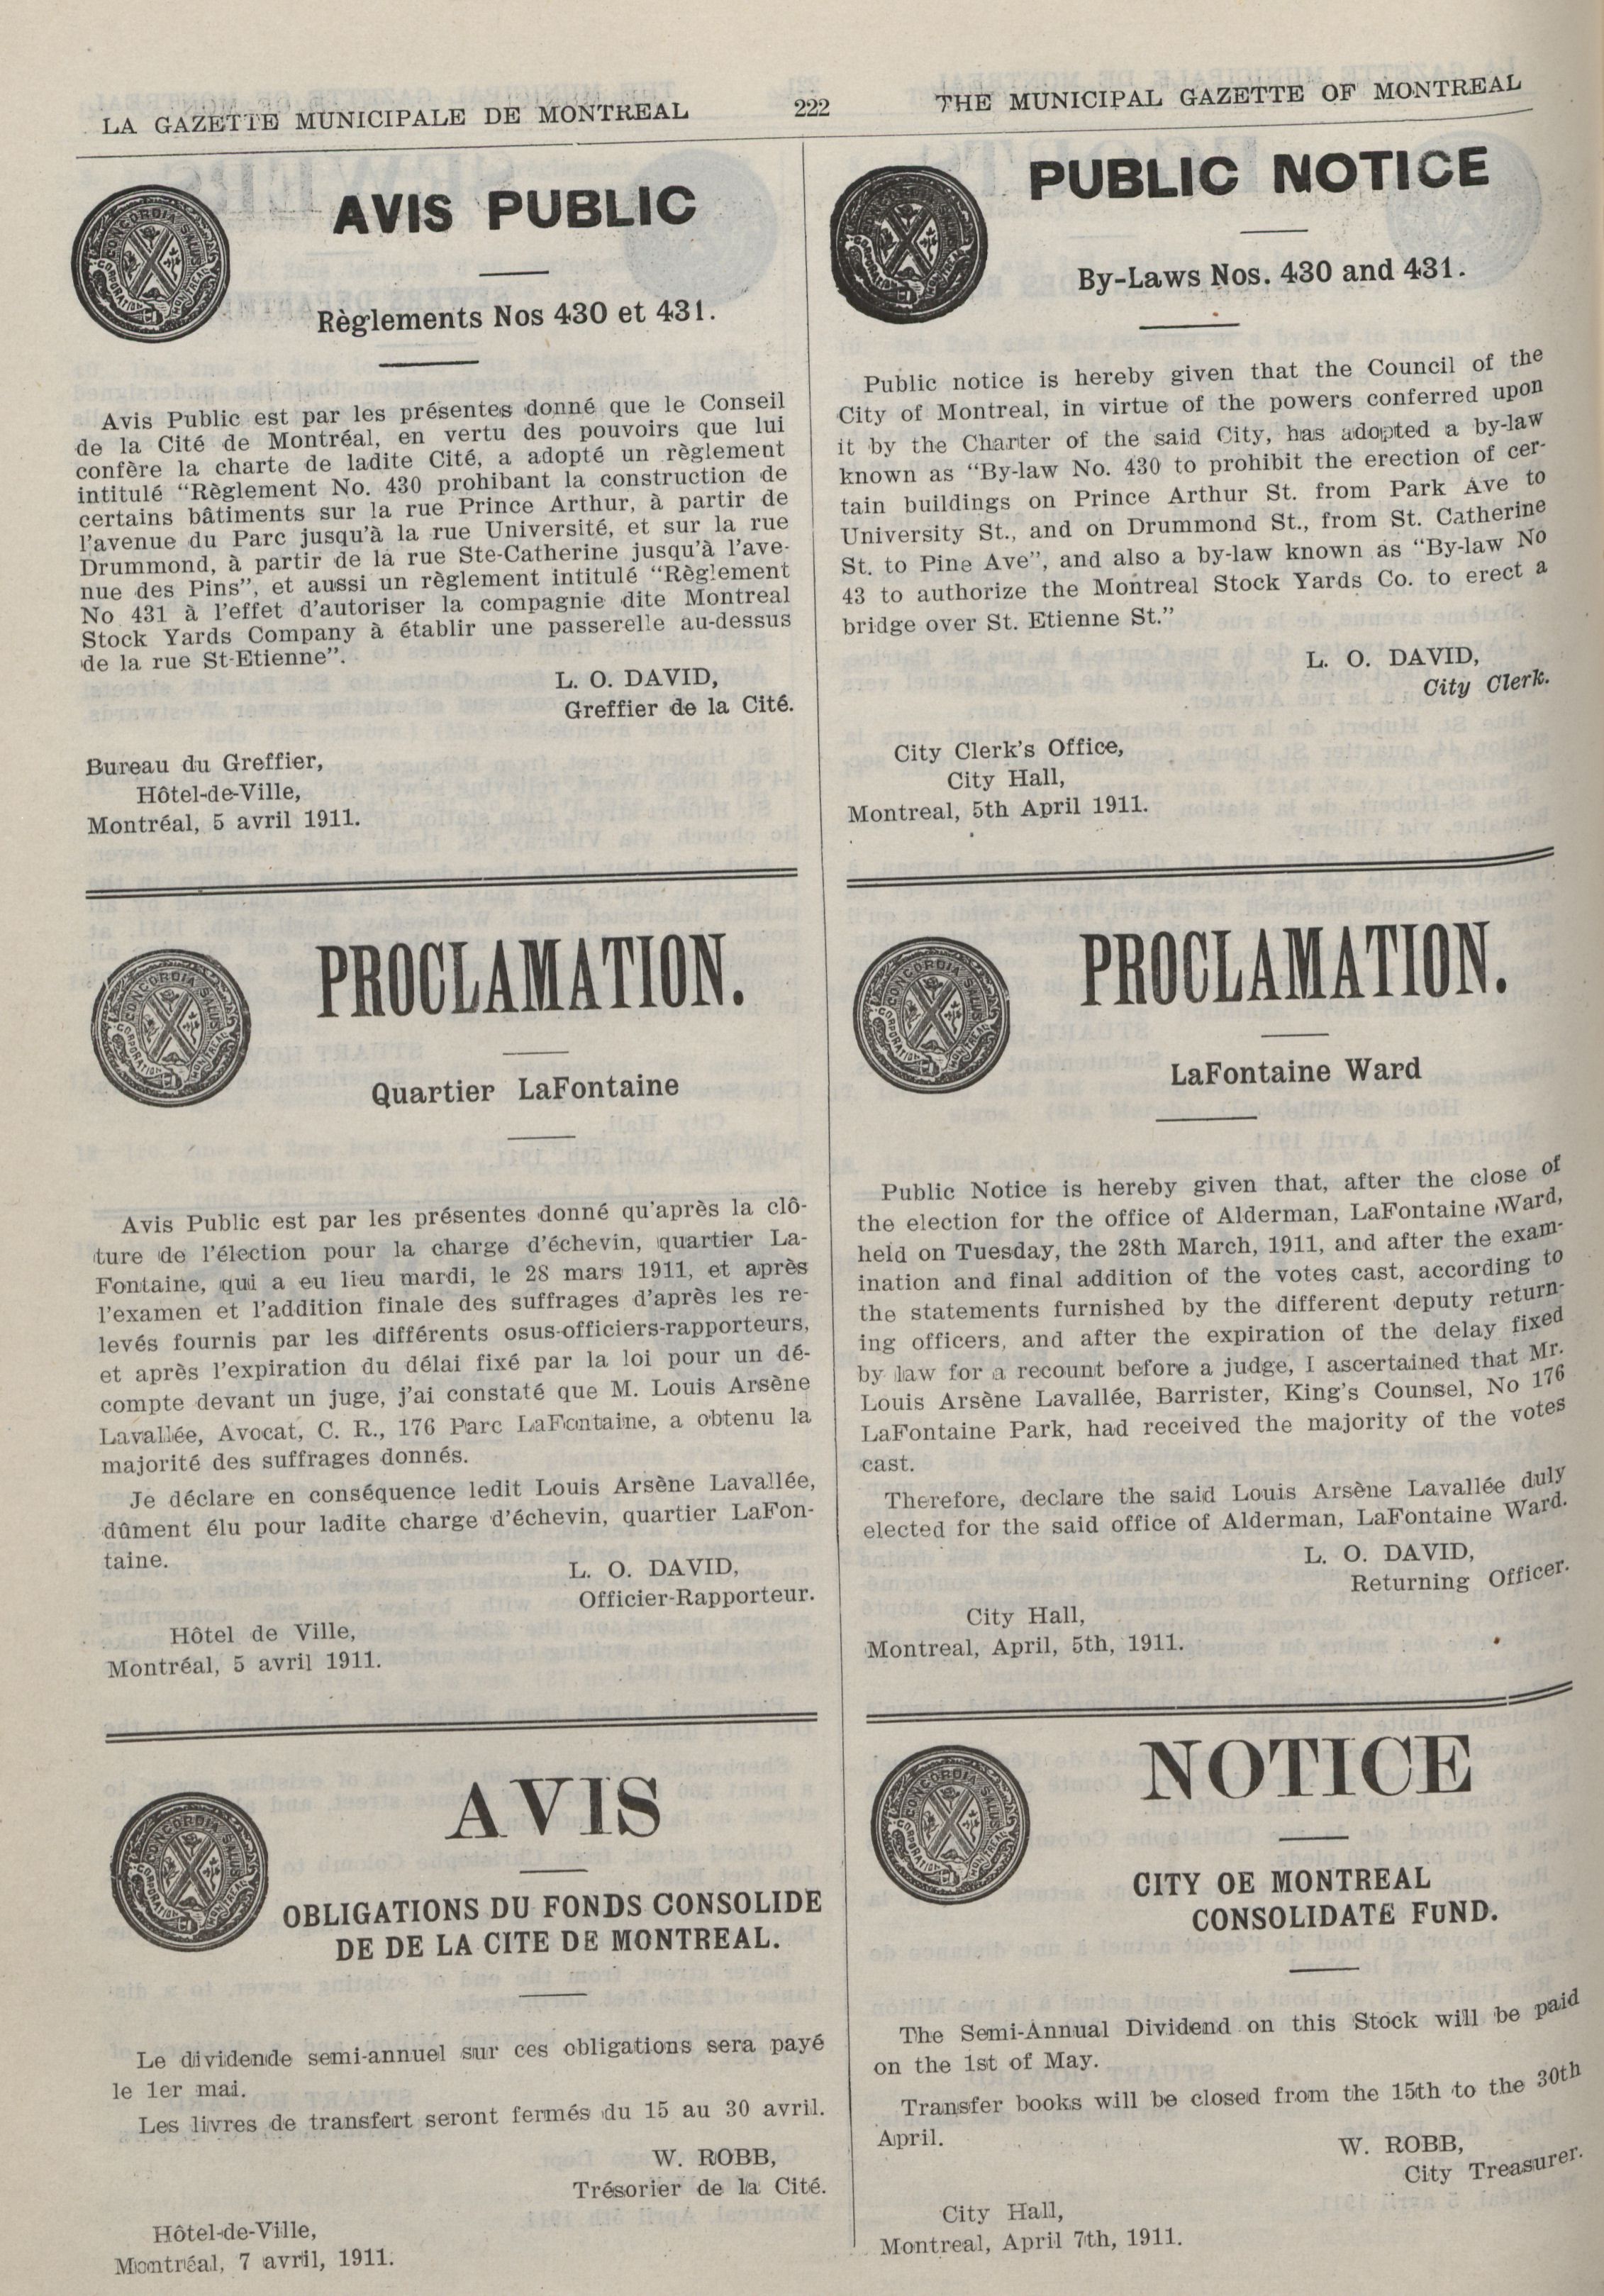 LA GAZETTE MUNICIPALE DE MONTREAL
222
THE MUNICIPAL GAZETTE OF MONTREAL
AVIS PUBLIC
Règlements Nos 430 et 431.
Avis Public est par les présentes donné que le Conseil
de la Cité de Montréal, en vertu des pouvoirs que lui
confère la charte de ladite Cité, a adopté un règlement
intitulé “Règlement No. 430 prohibant la construction de
certains bâtiments sur la rue Prince Arthur, à partir de
l’avenue du Parc jusqu’à la rue Université, et sur la rue
Drummond, à partir de la rue Ste-Catherine jusqu’à l’ave-
nue des Pins”, et aussi un règlement intitulé “Règlement
No 431 à l’effet d’autoriser la compagnie dite Montreal
Stock Yards Company à établir une passerelle au-dessus
de la rue St-Etienne”.
L. O. DAVID,
Greffier de la Cité.
Bureau du Greffier,
Hôtel-de-Ville,
Montréal, 5 avril 1911.
PROCLAMATION.
Quartier LaFontaine
Avis Public est par les présentes donné qu’après la clô-
ture de l’élection pour la charge d’échevin, quartier La-
Fontaine, qui a eu lieu mardi, le 28 mars 1911, et après
l’examen et l’addition finale des suffrages d’après les re-
levés fournis par les différents osus-officiers-rapporteurs,
et après l’expiration du délai fixé par la loi pour un dé-
compte devant un juge, j’ai constaté que M. Louis Arsène
Lavallée, Avocat, C. R., 176 Parc LaFontaine, a obtenu la
majorité des suffrages donnés.
Je déclare en conséquence ledit Louis Arsène Lavallée,
dûment élu pour ladite charge d’échevin, quartier LaFon-
taine.
L. O. DAVID,
Officier-Rapporteur.
Hôtel de Ville,
Montréal, 5 avril 1911.
AVIS
OBLIGATIONS DU FONDS CONSOLIDE
DE DE LA CITE DE MONTREAL.
Le dividende semi-annuel sur ces obligations sera payé
le 1er mai.
Les livres de transfert seront fermés du 15 au 30 avril.
W. ROBB,
Trésorier de la Cité.
Hôtel-de-Ville,
Montréal, 7 avril, 1911.
PUBLIC NOTICE
By-Laws Nos. 430 and 431.
Public notice is hereby given that the Council of the
City of Montreal, in virtue of the powers conferred upon
it by the Charter of the said City, has adopted a by-law
known as “By-law No. 430 to prohibit the erection of cer-
tain buildings on Prince Arthur St. from Park Ave to
University St., and on Drummond St., from St. Catherine
St. to Pine Ave”, and also a by-law known as “By-law No
43 to authorize the Montreal Stock Yards Co. to erect a
bridge over St. Etienne St.”
L. O. DAVID,
City Clerk.
City Clerk’s Office,
City Hall,
Montreal, 5th April 1911.
PROCLAMATION.
LaFontaine Ward
Public Notice is hereby given that, after the close of
the election for the office of Alderman, LaFontaine Ward,
held on Tuesday, the 28th March, 1911, and after the exam-
ination and final addition of the votes cast, according to
the statements furnished by the different deputy return-
ing officers, and after the expiration of the delay fixed
by law for a recount before a judge, I ascertained that Mr.
Louis Arsène Lavallée, Barrister, King’s Counsel, No 176
LaFontaine Park, had received the majority of the votes
cast.
Therefore, declare the said Louis Arsène Lavallée duly
elected for the said office of Alderman, LaFontaine Ward.
L. O. DAVID,
Returning Officer.
City Hall,
Montreal, April, 5th, 1911.
NOTICE
CITY OE MONTREAL
CONSOLIDATE FUND.
The Semi-Annual Dividend on this Stock will be paid
on the 1st of May.
Transfer books will be closed from the 15th to the 30th
April.
W. ROBB,
City Treasurer.
City Hall,
Montreal, April 7th, 1911.
CONCORDIA SALUS
CORPORATION MONTREAL